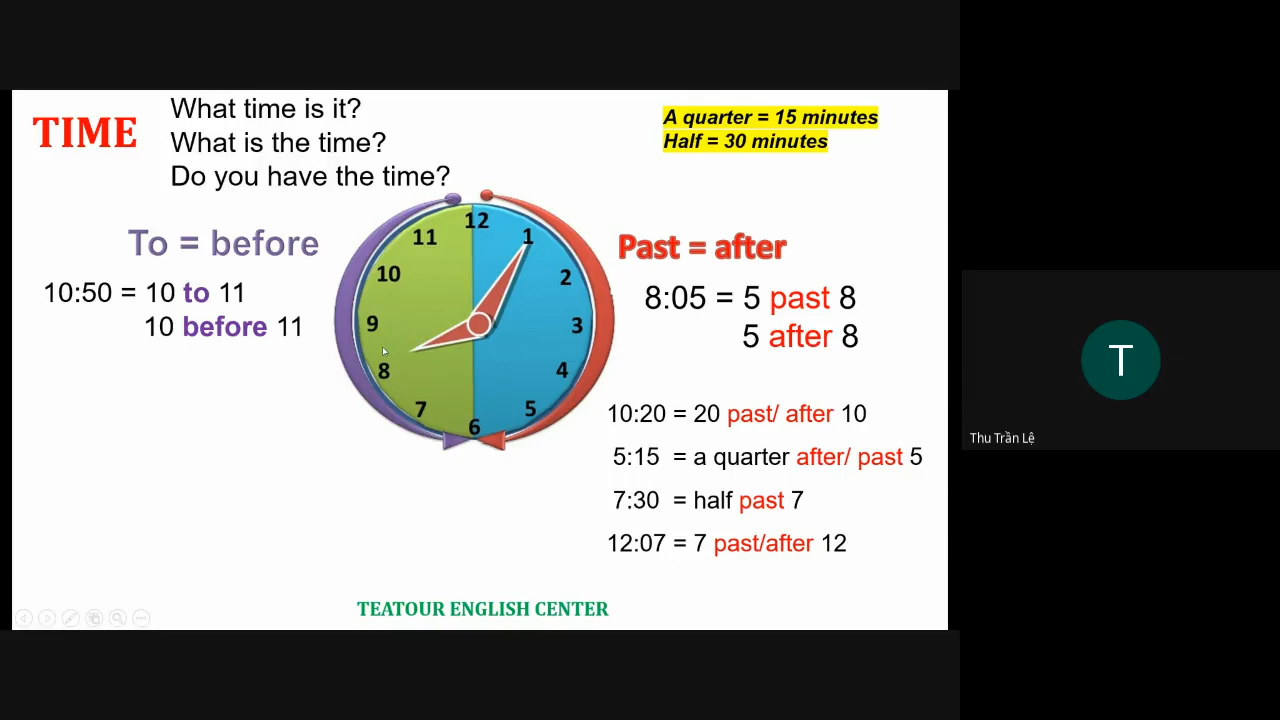 TIME
What time is it?
What is the time?
Do you have the time?
A quarter = 15 minutes
Half = 30 minutes
To = before
10:50 = 10 to 11
10 before 11
12
1
2
3
4
5
6
7
8
9
10
11
Past = after
8:05 = 5 past 8
5 after 8
10:20 = 20 past/ after 10
5:15 = a quarter after/ past 5
7:30 = half past 7
12:07 = 7 past/after 12
TEATOUR ENGLISH CENTER
T
Thu Trần Lệ